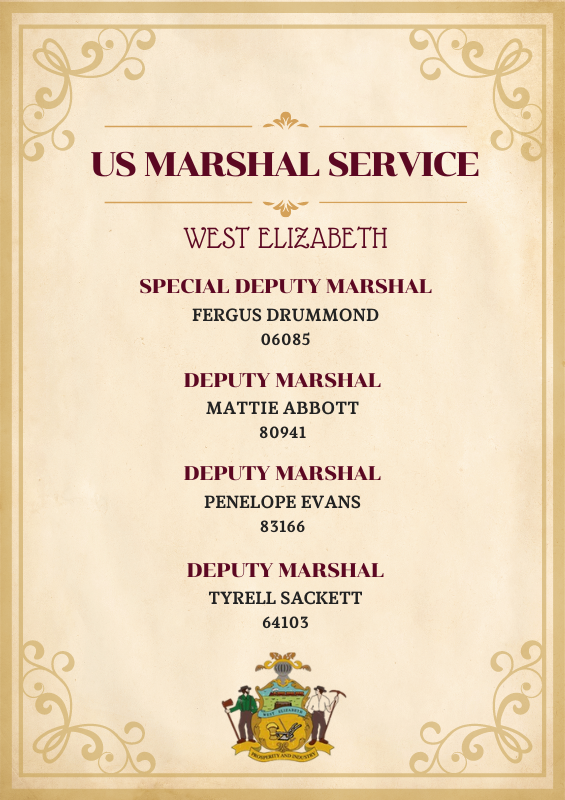 US MARSHAL SERVICE
WEST ELIZABETH
SPECIAL DEPUTY MARSHAL
FERGUS DRUMMOND
06085
DEPUTY MARSHAL
MATTIE ABBOTT
80941
DEPUTY MARSHAL
PENELOPE EVANS
83166
DEPUTY MARSHAL
TYRELL SACKETT
64103
WEST ELIZABETH
PROSPERITY AND INDUSTRY